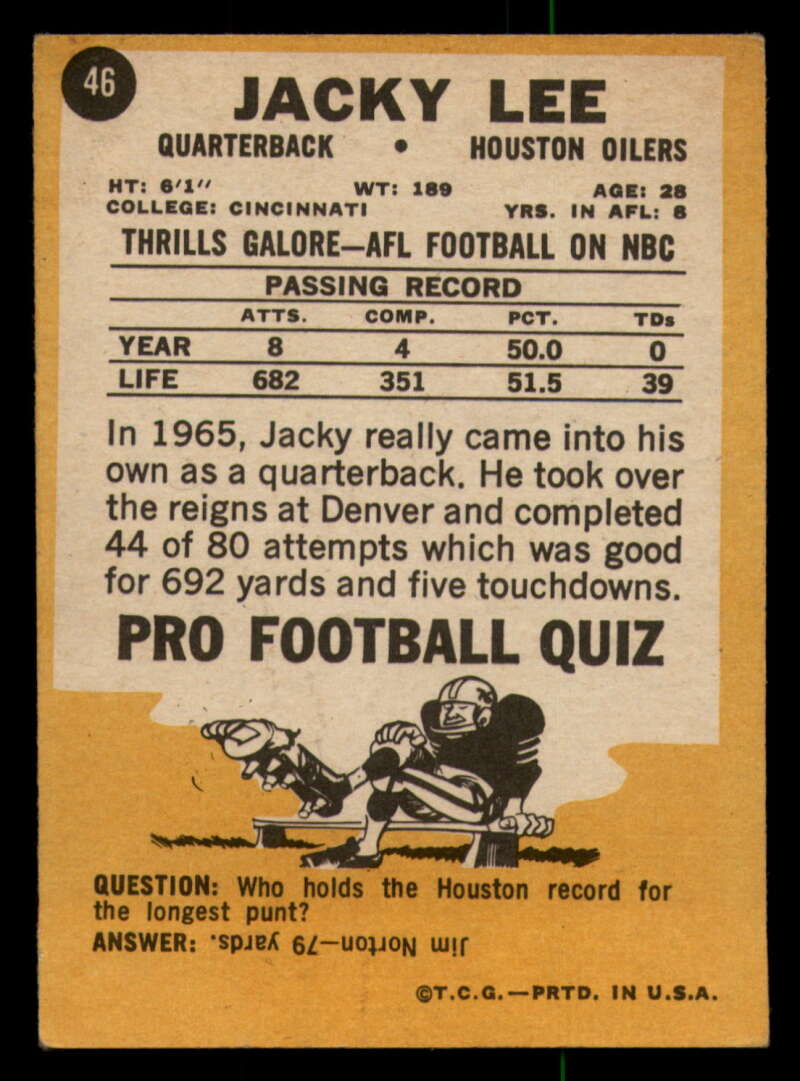 46
JACKY LEE
QUARTERBACK • HOUSTON OILERS
HT: 6'1" WT: 189 AGE: 28
COLLEGE: CINCINNATI YRS. IN AFL: 8
THRILLS GALORE—AFL FOOTBALL ON NBC
PASSING RECORD
ATTS. COMP. PCT. TDs
YEAR 8 4 50.0 0
LIFE 682 351 51.5 39
In 1965, Jacky really came into his
own as a quarterback. He took over
the reigns at Denver and completed
44 of 80 attempts which was good
for 692 yards and five touchdowns.
PRO FOOTBALL QUIZ
QUESTION: Who holds the Houston record for
the longest punt?
ANSWER: Jim Norton—79 yards.
©T.C.G.—PRTD. IN U.S.A.